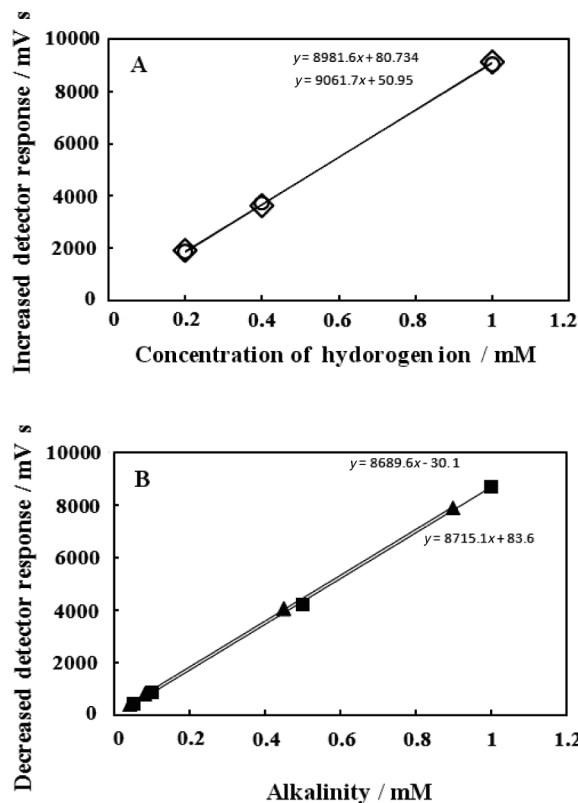 10000
A
y = 8981.6x + 80.734
y = 9061.7x + 50.95
8000
6000
4000
2000
0
0 0.2 0.4 0.6 0.8 1 1.2
Increased detector response / mV s
Concentration of hydorogen ion / mM
10000
B
y = 8689.6x - 30.1
8000
y = 8715.1x + 83.6
6000
4000
2000
0
0 0.2 0.4 0.6 0.8 1 1.2
Decreased detector response / mV s
Alkalinity / mM